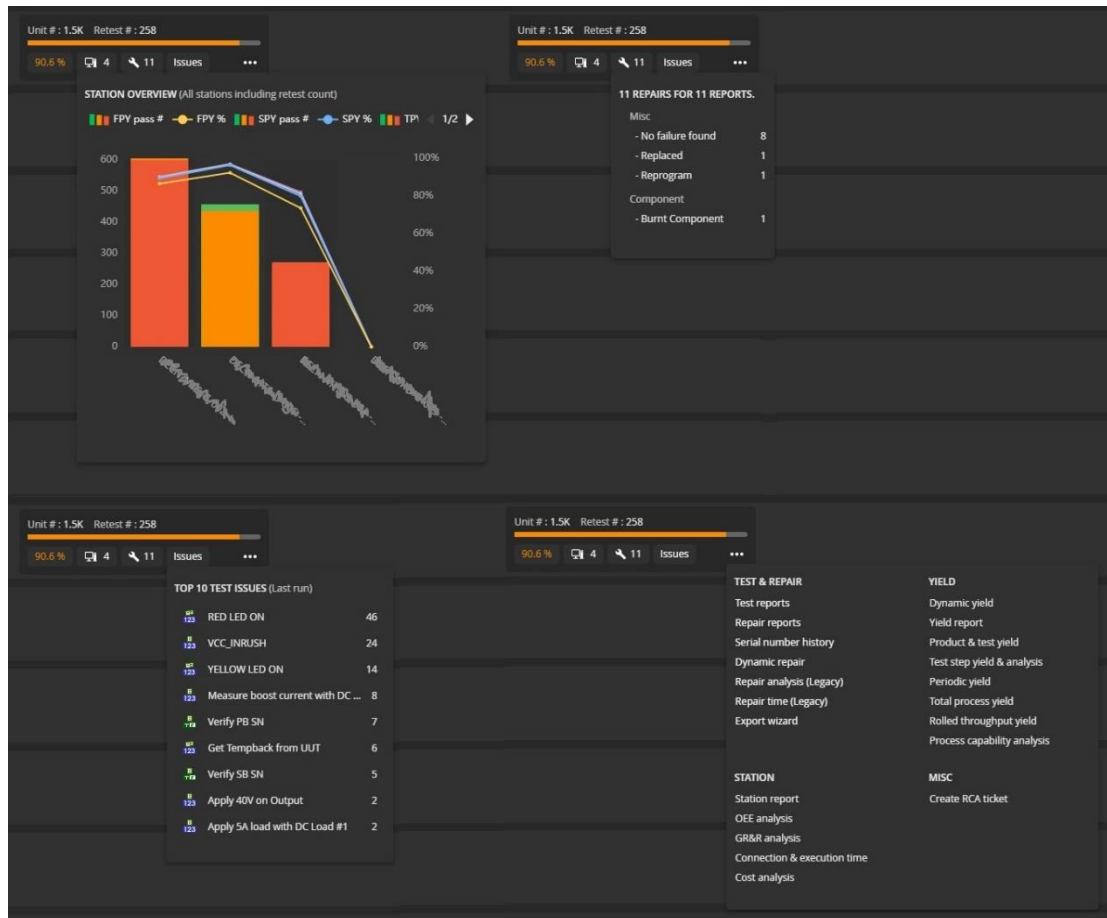 Unit # : 1.5K Retest # : 258
90.6 % 4 11 Issues •••
STATION OVERVIEW (All stations including retest count)
FPY pass # FPY % SPY pass # SPY % 1/2
600
500
400
300
200
100
0
100%
80%
60%
40%
20%
0%
Unit # : 1.5K Retest # : 258
90.6 % 4 11 Issues •••
11 REPAIRS FOR 11 REPORTS.
Misc
- No failure found 8
- Replaced 1
- Reprogram 1
Component
- Burnt Component 1
Unit # : 1.5K Retest # : 258
90.6 % 4 11 Issues •••
TOP 10 TEST ISSUES (Last run)
RED LED ON 46
VCC_INRUSH 24
YELLOW LED ON 14
Measure boost current with DC ... 8
Verify PB SN 7
Get Tempback from UUT 6
Verify SB SN 5
Apply 40V on Output 2
Apply 5A load with DC Load #1 2
Unit # : 1.5K Retest # : 258
90.6 % 4 11 Issues •••
TEST & REPAIR
Test reports
Repair reports
Serial number history
Dynamic repair
Repair analysis (Legacy)
Repair time (Legacy)
Export wizard
YIELD
Dynamic yield
Yield report
Product & test yield
Test step yield & analysis
Periodic yield
Total process yield
Rolled throughput yield
Process capability analysis
STATION
Station report
OEE analysis
GR&R analysis
Connection & execution time
Cost analysis
MISC
Create RCA ticket